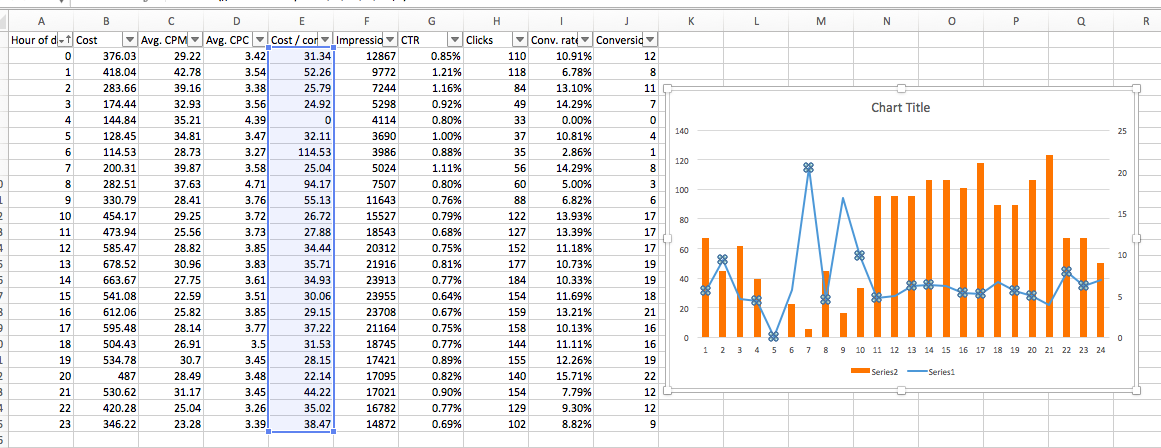 A B C D E F G H I J K L M N O P Q R
Hour of d Cost Avg. CPM Avg. CPC Cost / con Impressio CTR Clicks Conv. rate Conversio
0 376.03 29.22 3.42 31.34 12867 0.85% 110 10.91% 12
1 418.04 42.78 3.54 52.26 9772 1.21% 118 6.78% 8
2 283.66 39.16 3.38 25.79 7244 1.16% 84 13.10% 11
3 174.44 32.93 3.56 24.92 5298 0.92% 49 14.29% 7
4 144.84 35.21 4.39 0 4114 0.80% 33 0.00% 0
5 128.45 34.81 3.47 32.11 3690 1.00% 37 10.81% 4
6 114.53 28.73 3.27 114.53 3986 0.88% 35 2.86% 1
7 200.31 39.87 3.58 25.04 5024 1.11% 56 14.29% 8
8 282.51 37.63 4.71 94.17 7507 0.80% 60 5.00% 3
9 330.79 28.41 3.76 55.13 11643 0.76% 88 6.82% 6
10 454.17 29.25 3.72 26.72 15527 0.79% 122 13.93% 17
11 473.94 25.56 3.73 27.88 18543 0.68% 127 13.39% 17
12 585.47 28.82 3.85 34.44 20312 0.75% 152 11.18% 17
13 678.52 30.96 3.83 35.71 21916 0.81% 177 10.73% 19
14 663.67 27.75 3.61 34.93 23913 0.77% 184 10.33% 19
15 541.08 22.59 3.51 30.06 23955 0.64% 154 11.69% 18
16 612.06 25.82 3.85 29.15 23708 0.67% 159 13.21% 21
17 595.48 28.14 3.77 37.22 21164 0.75% 158 10.13% 16
18 504.43 26.91 3.5 31.53 18745 0.77% 144 11.11% 16
19 534.78 30.7 3.45 28.15 17421 0.89% 155 12.26% 19
20 487 28.49 3.48 22.14 17095 0.82% 140 15.71% 22
21 530.62 31.17 3.45 44.22 17021 0.90% 154 7.79% 12
22 420.28 25.04 3.26 35.02 16782 0.77% 129 9.30% 12
23 346.22 23.28 3.39 38.47 14872 0.69% 102 8.82% 9
Chart Title
140
120
100
80
60
40
20
0
25
20
15
10
5
0
1 2 3 4 5 6 7 8 9 10 11 12 13 14 15 16 17 18 19 20 21 22 23 24
Series2 Series1